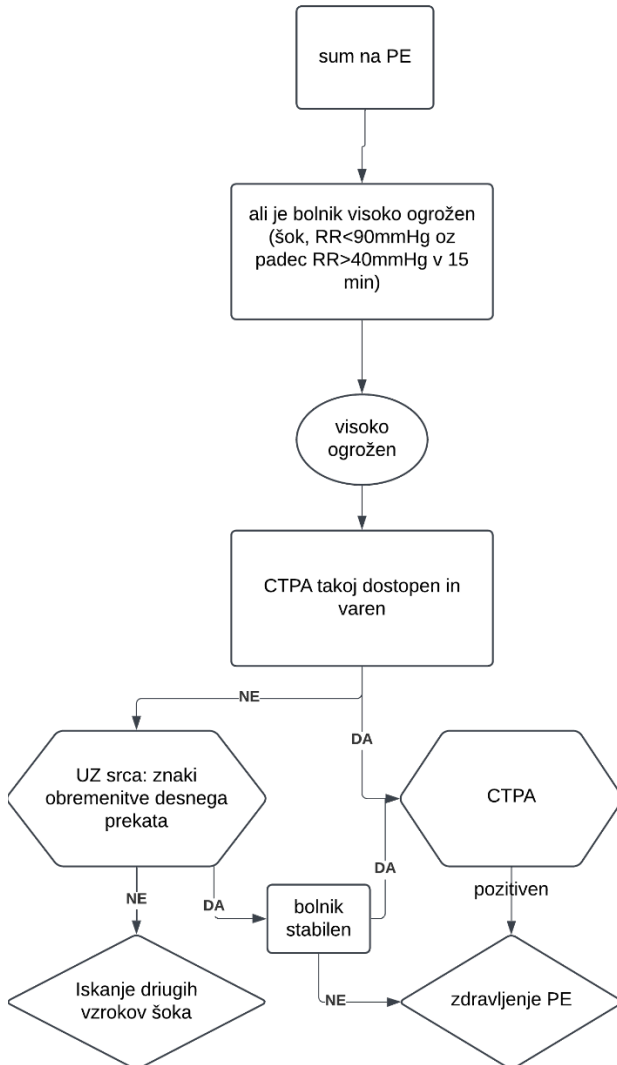 sum na PE
ali je bolnik visoko ogrožen
(šok, RR<90mmHg oz
padec RR>40mmHg v 15
min)
visoko
ogrožen
CTPA takoj dostopen in
varen
NE
DA
UZ srca: znaki
obremenitve desnega
prekata
CTPA
DA
NE
DA
pozitiven
bolnik
stabilen
Iskanje driugih
vzrokov šoka
NE
zdravljenje PE